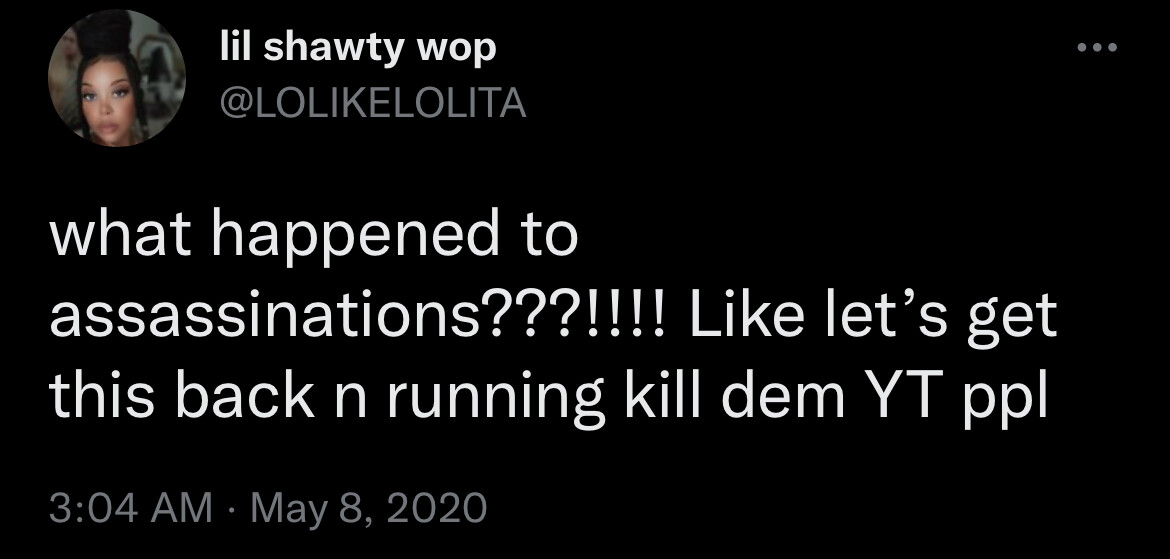 lil shawty wop
@LOLIKELOLITA
what happened to
assassinations???!!!! Like let’s get
this back n running kill dem YT ppl
3:04 AM · May 8, 2020